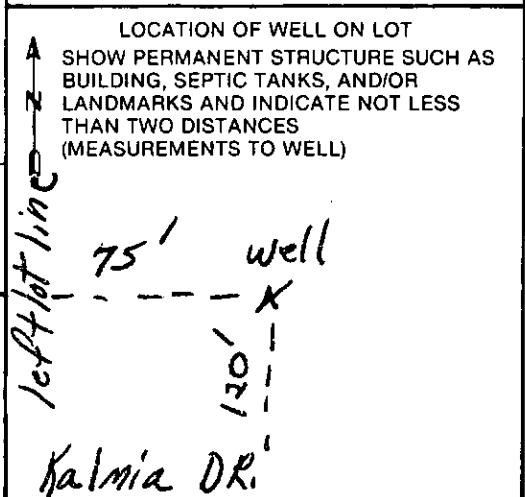 LOCATION OF WELL ON LOT
SHOW PERMANENT STRUCTURE SUCH AS
BUILDING, SEPTIC TANKS, AND/OR
N LANDMARKS AND INDICATE NOT LESS
THAN TWO DISTANCES
(MEASUREMENTS TO WELL)
left lot line
75' well
X
120'
Kalmia DR.